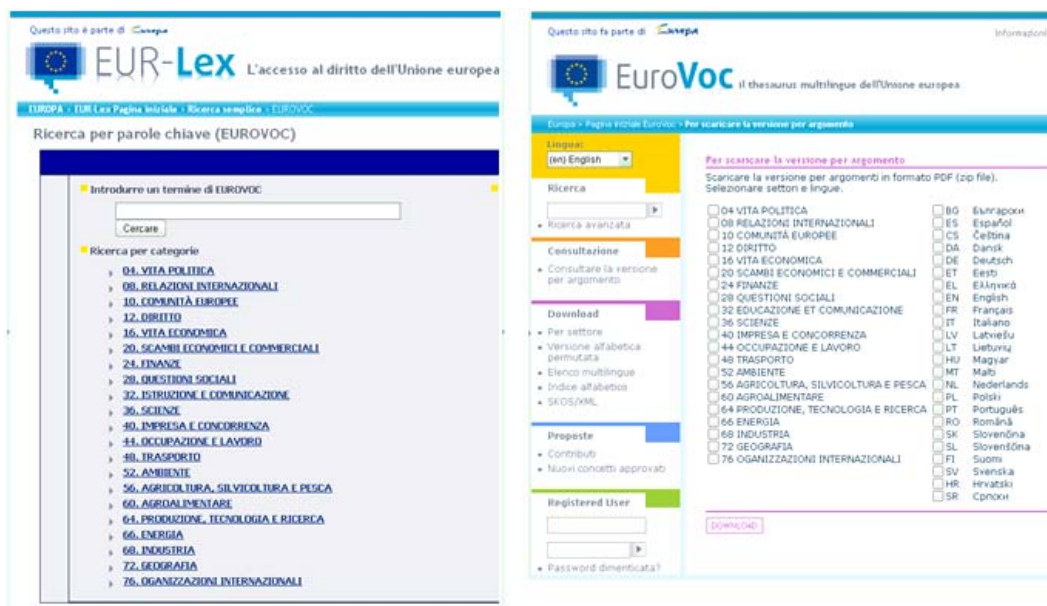 Questo sito è parte di Europa
EUR-Lex L'accesso al diritto dell'Unione europea
EUROPA > EUR-Lex Pagina iniziale > Ricerca semplice > EUROVOC
Ricerca per parole chiave (EUROVOC)
Introdurre un termine di EUROVOC
Cercare
Ricerca per categorie
04. VITA POLITICA
08. RELAZIONI INTERNAZIONALI
10. COMUNITÀ EUROPEE
12. DIRITTO
16. VITA ECONOMICA
20. SCAMBI ECONOMICI E COMMERCIALI
24. FINANZE
28. QUESTIONI SOCIALI
32. ISTRUZIONE E COMUNICAZIONE
36. SCIENZE
40. IMPRESA E CONCORRENZA
44. OCCUPAZIONE E LAVORO
48. TRASPORTO
52. AMBIENTE
56. AGRICOLTURA, SILVICOLTURA E PESCA
60. AGROALIMENTARE
64. PRODUZIONE, TECNOLOGIA E RICERCA
66. ENERGIA
68. INDUSTRIA
72. GEOGRAFIA
76. OGANIZZAZIONI INTERNAZIONALI
Questo sito fa parte di Europa
Informazioni
EuroVoc il thesaurus multilingue dell'Unione europea
Europa > Pagina iniziale EuroVoc > Per scaricare la versione per argomento
Lingua:
(en) English
Ricerca
Ricerca avanzata
Consultazione
Consultare la versione
per argomento
Download
Per settore
Versione alfabetica
permutata
Elenco multilingue
Indice alfabetico
SKOS/XML
Proposte
Contributi
Nuovi concetti approvati
Registered User
Password dimenticata?
Per scaricare la versione per argomento
Scaricare la versione per argomenti in formato PDF (zip file).
Selezionare settori e lingue.
04 VITA POLITICA
08 RELAZIONI INTERNAZIONALI
10 COMUNITÀ EUROPEE
12 DIRITTO
16 VITA ECONOMICA
20 SCAMBI ECONOMICI E COMMERCIALI
24 FINANZE
28 QUESTIONI SOCIALI
32 EDUCAZIONE ET COMUNICAZIONE
36 SCIENZE
40 IMPRESA E CONCORRENZA
44 OCCUPAZIONE E LAVORO
48 TRASPORTO
52 AMBIENTE
56 AGRICOLTURA, SILVICOLTURA E PESCA
60 AGROALIMENTARE
64 PRODUZIONE, TECNOLOGIA E RICERCA
66 ENERGIA
68 INDUSTRIA
72 GEOGRAFIA
76 OGANIZZAZIONI INTERNAZIONALI
BG Български
ES Español
CS Čeština
DA Dansk
DE Deutsch
ET Eesti
EL Ελληνικά
EN English
FR Français
IT Italiano
LV Latviešu
LT Lietuvių
HU Magyar
MT Malti
NL Nederlands
PL Polski
PT Português
RO Română
SK Slovenčina
SL Slovenščina
FI Suomi
SV Svenska
HR Hrvatski
SR Српски
DOWNLOAD